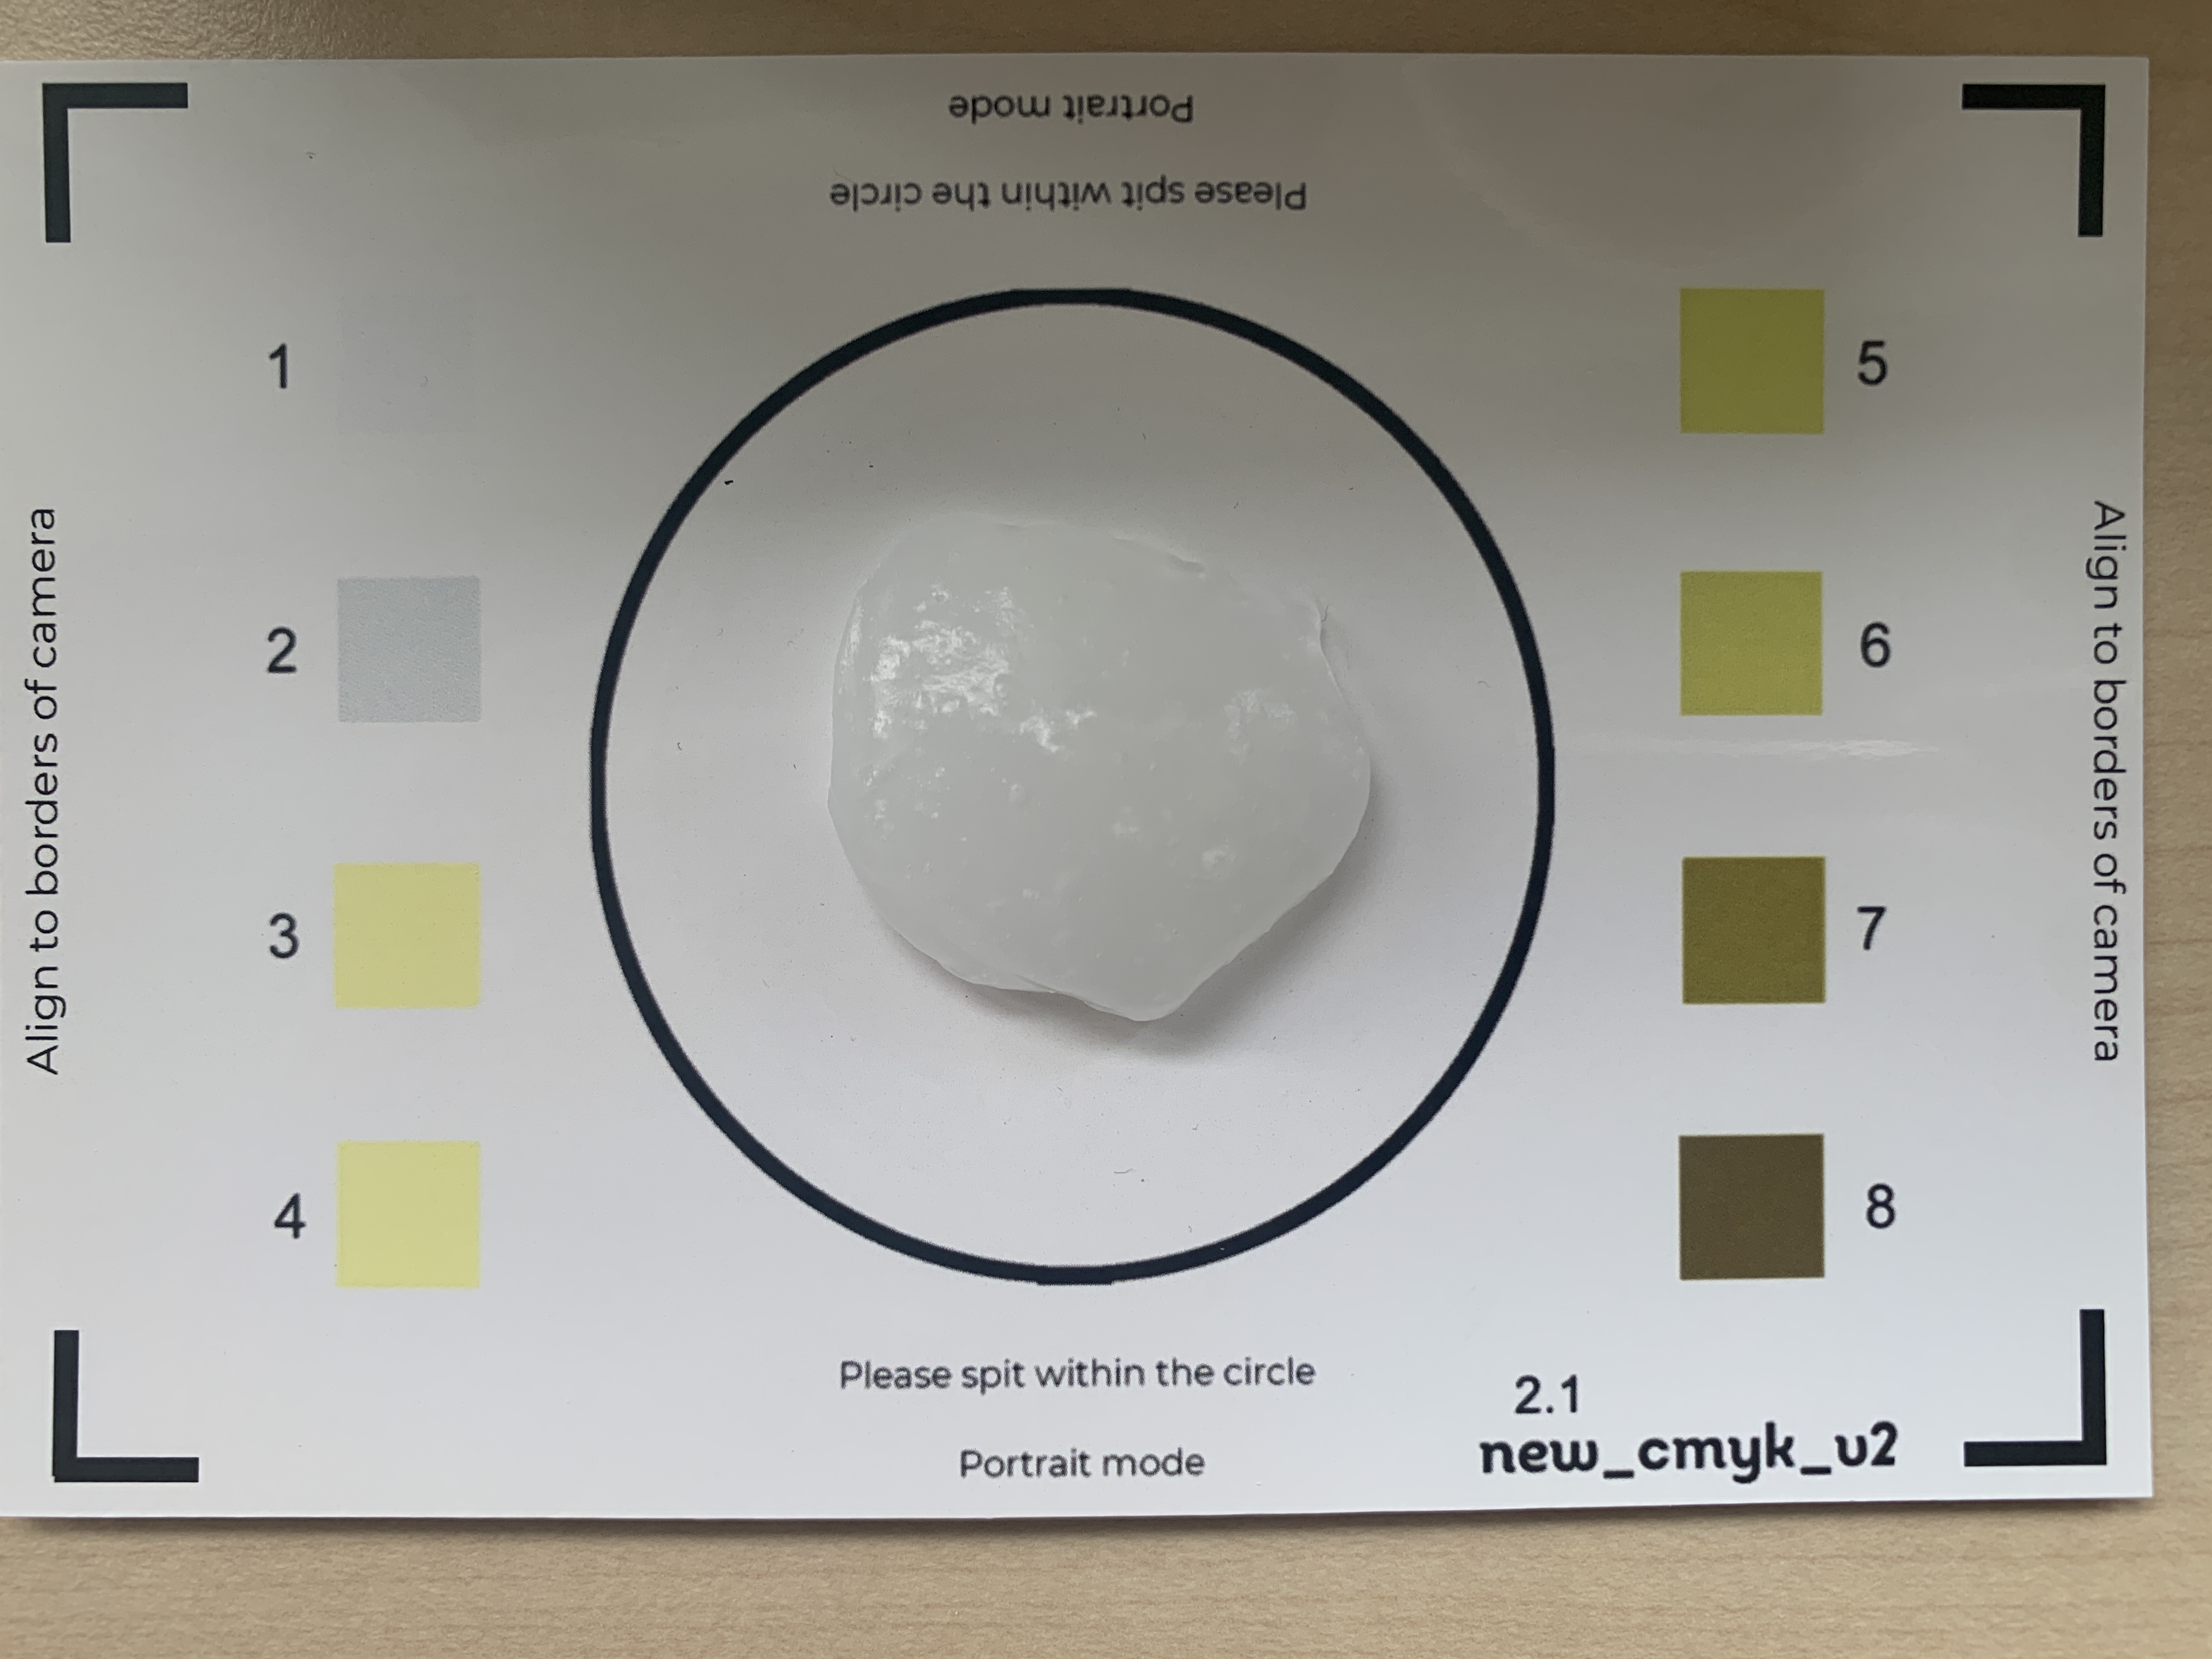 Align to borders of camera
4
3
2
1
Please spit within the circle
Portrait mode
Please spit within the circle
Portrait mode
2.1
new_cmyk_v2
8
7
6
5
Align to borders of camera